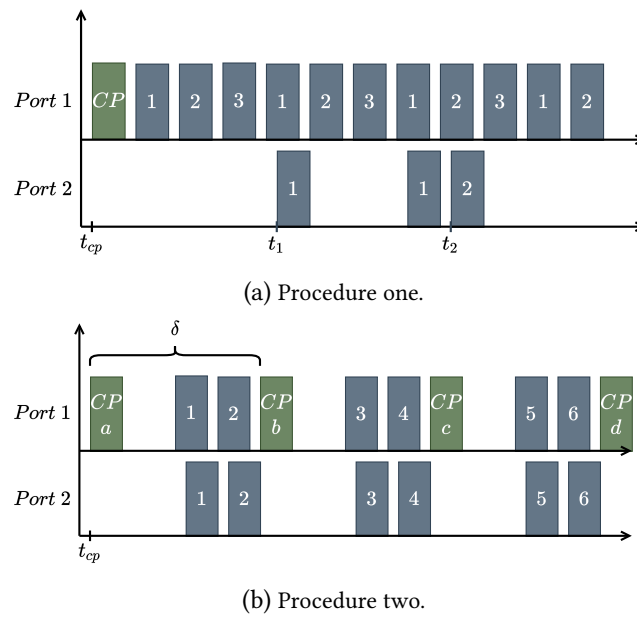 Port 1 CP 1 2 3 1 2 3 1 2 3 1 2
Port 2 1 1 2
t_cp t_1 t_2
(a) Procedure one.
δ
Port 1 CP a 1 2 CP b 3 4 CP c 5 6 CP d
Port 2 1 2 3 4 5 6
t_cp
(b) Procedure two.